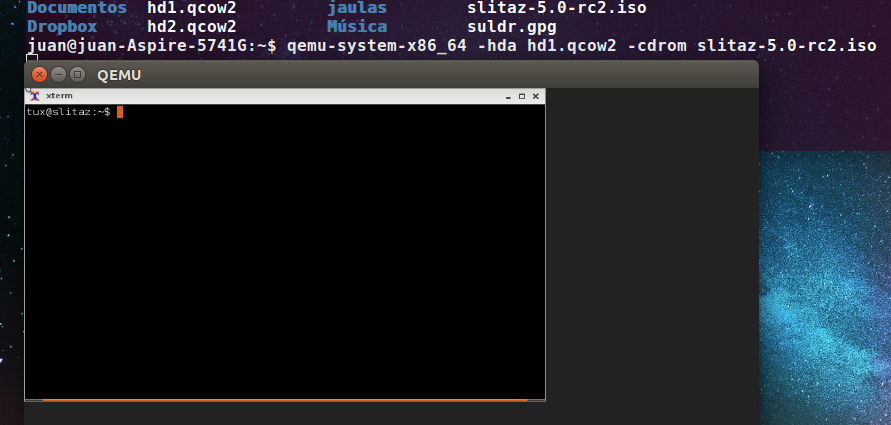 Documentos hd1.qcow2 jaulas slitaz-5.0-rc2.iso
Dropbox hd2.qcow2 Música suldr.gpg
juan@juan-Aspire-5741G:~$ qemu-system-x86_64 -hda hd1.qcow2 -cdrom slitaz-5.0-rc2.iso
QEMU
xterm
tux@slitaz:~$